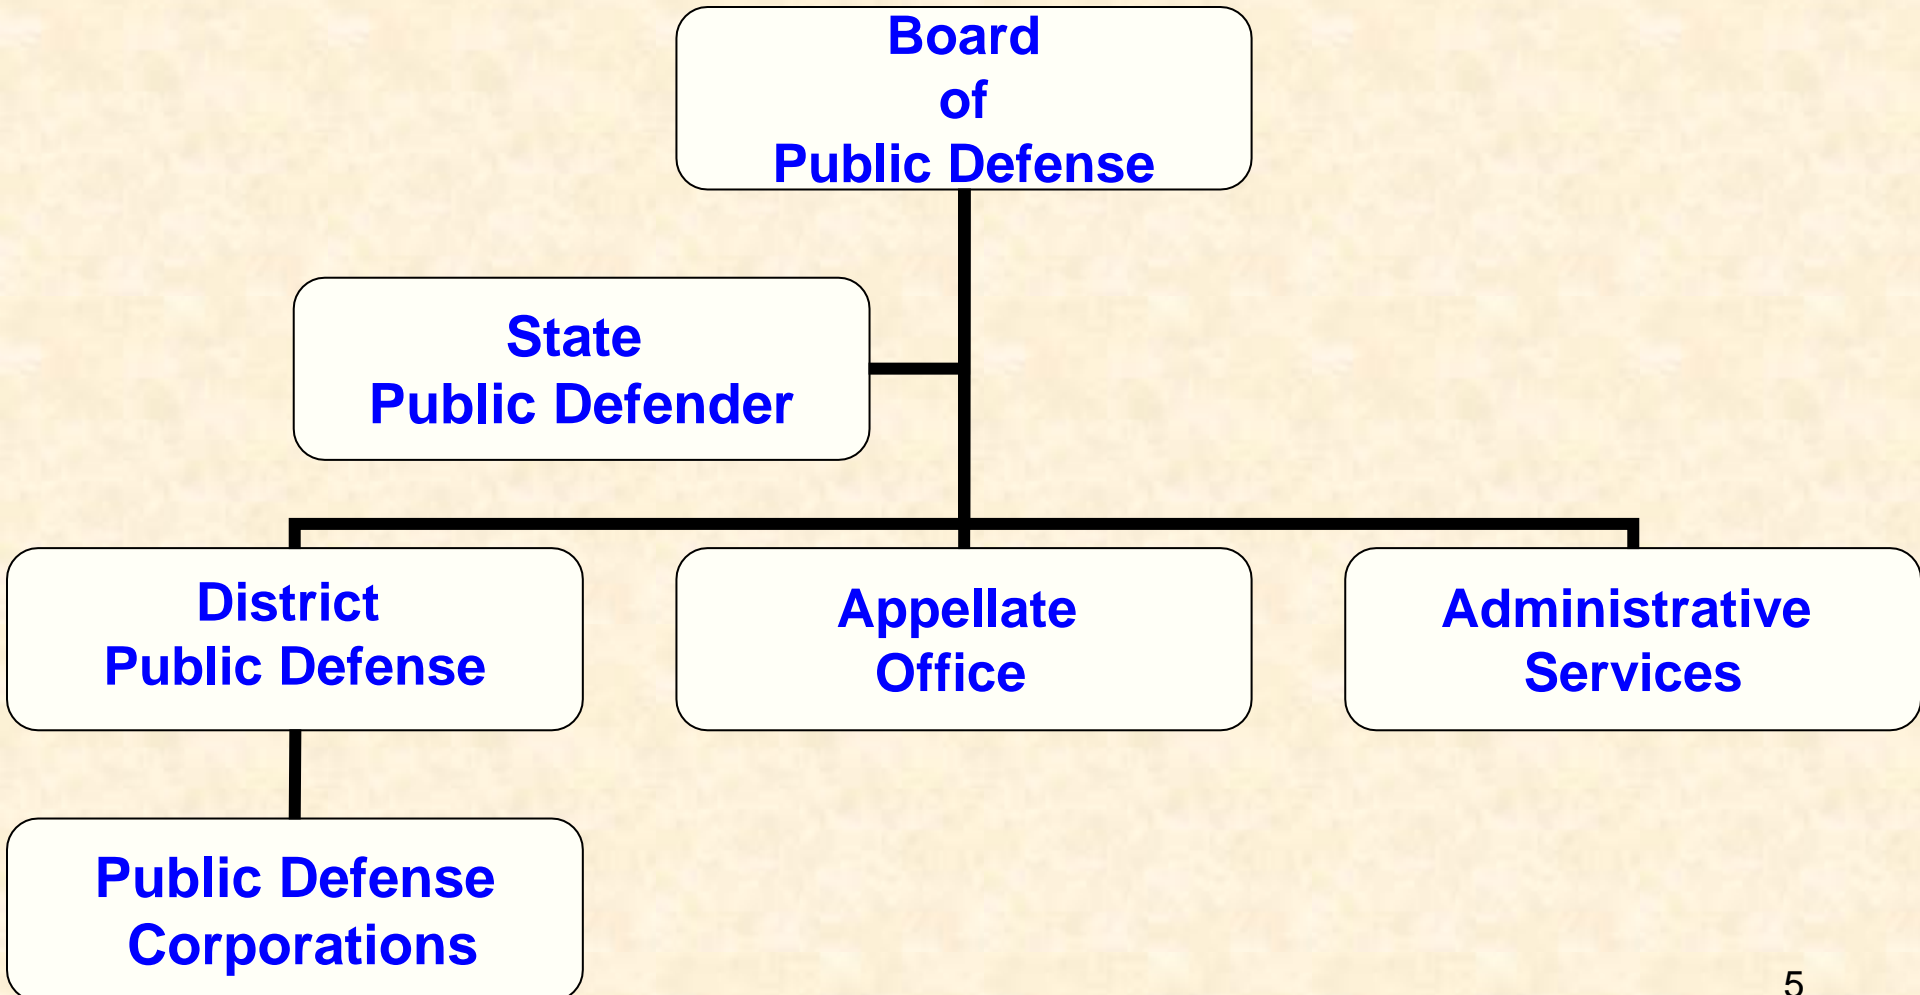 Board
of
Public Defense
State
Public Defender
District
Public Defense
Appellate
Office
Administrative
Services
Public Defense
Corporations
5